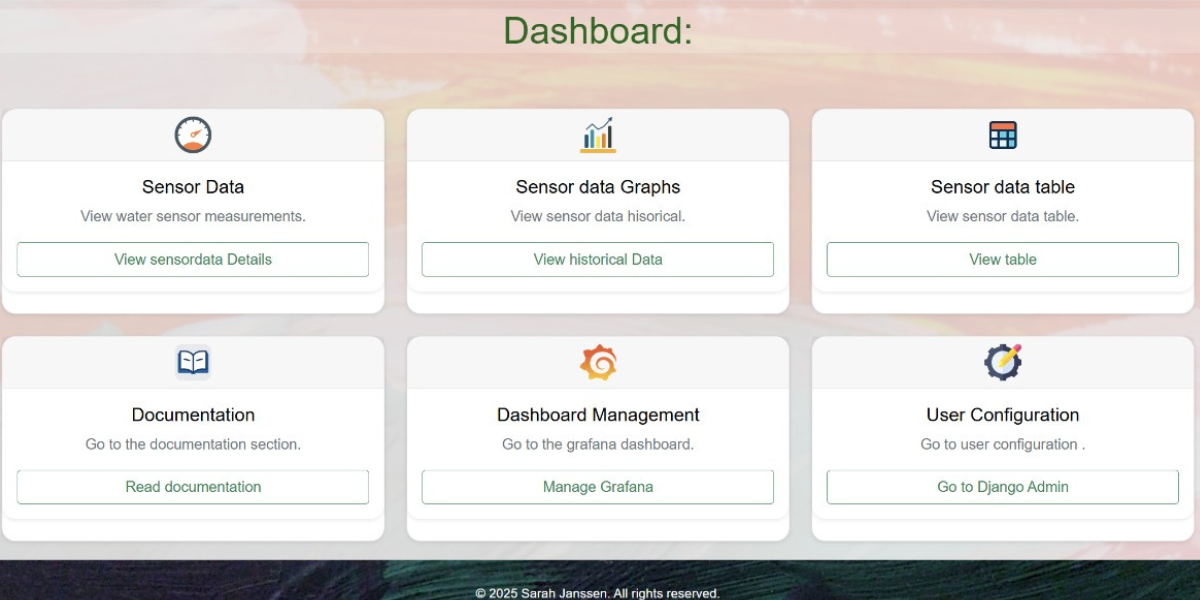 Dashboard:
Sensor Data
View water sensor measurements.
View sensordata Details
Sensor data Graphs
View sensor data hisorical.
View historical Data
Sensor data table
View sensor data table.
View table
Documentation
Go to the documentation section.
Read documentation
Dashboard Management
Go to the grafana dashboard.
Manage Grafana
User Configuration
Go to user configuration .
Go to Django Admin
© 2025 Sarah Janssen. All rights reserved.